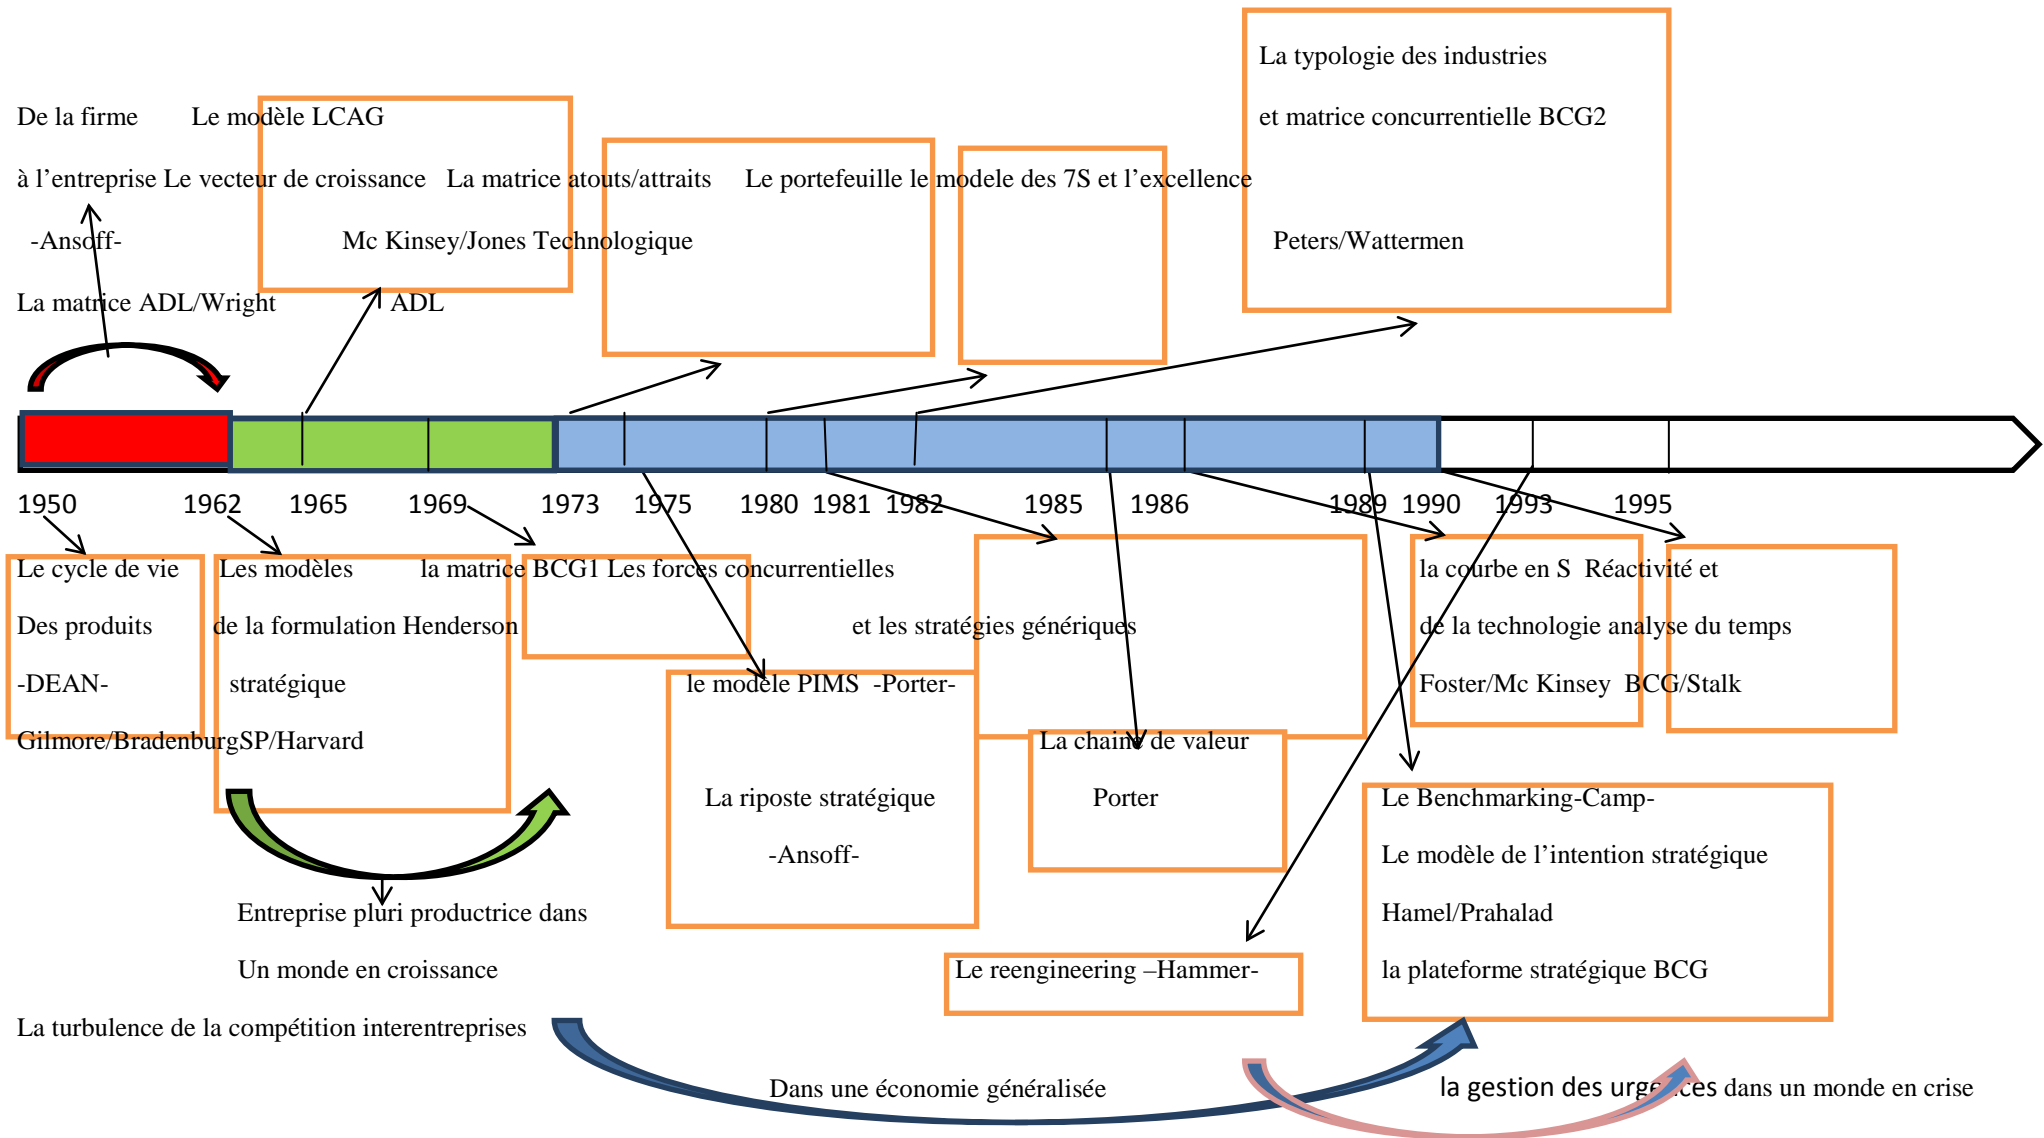 La typologie des industries
De la firme Le modèle LCAG et matrice concurrentielle BCG2
à l’entreprise Le vecteur de croissance La matrice atouts/attraits Le portefeuille le modele des 7S et l’excellence
-Ansoff- Mc Kinsey/Jones Technologique Peters/Wattermen
La matrice ADL/Wright ADL
1950 1962 1965 1969 1973 1975 1980 1981 1982 1985 1986 1989 1990 1993 1995
Le cycle de vie Les modèles la matrice BCG1 Les forces concurrentielles la courbe en S Réactivité et
Des produits de la formulation Henderson et les stratégies génériques de la technologie analyse du temps
-DEAN- stratégique le modèle PIMS -Porter- Foster/Mc Kinsey BCG/Stalk
Gilmore/BradenburgSP/Harvard La chaine de valeur
La riposte stratégique Porter Le Benchmarking-Camp-
-Ansoff- Le modèle de l’intention stratégique
Entreprise pluri productrice dans Hamel/Prahalad
Un monde en croissance Le reengineering –Hammer- la plateforme stratégique BCG
La turbulence de la compétition interentreprises
Dans une économie généralisée la gestion des urgences dans un monde en crise